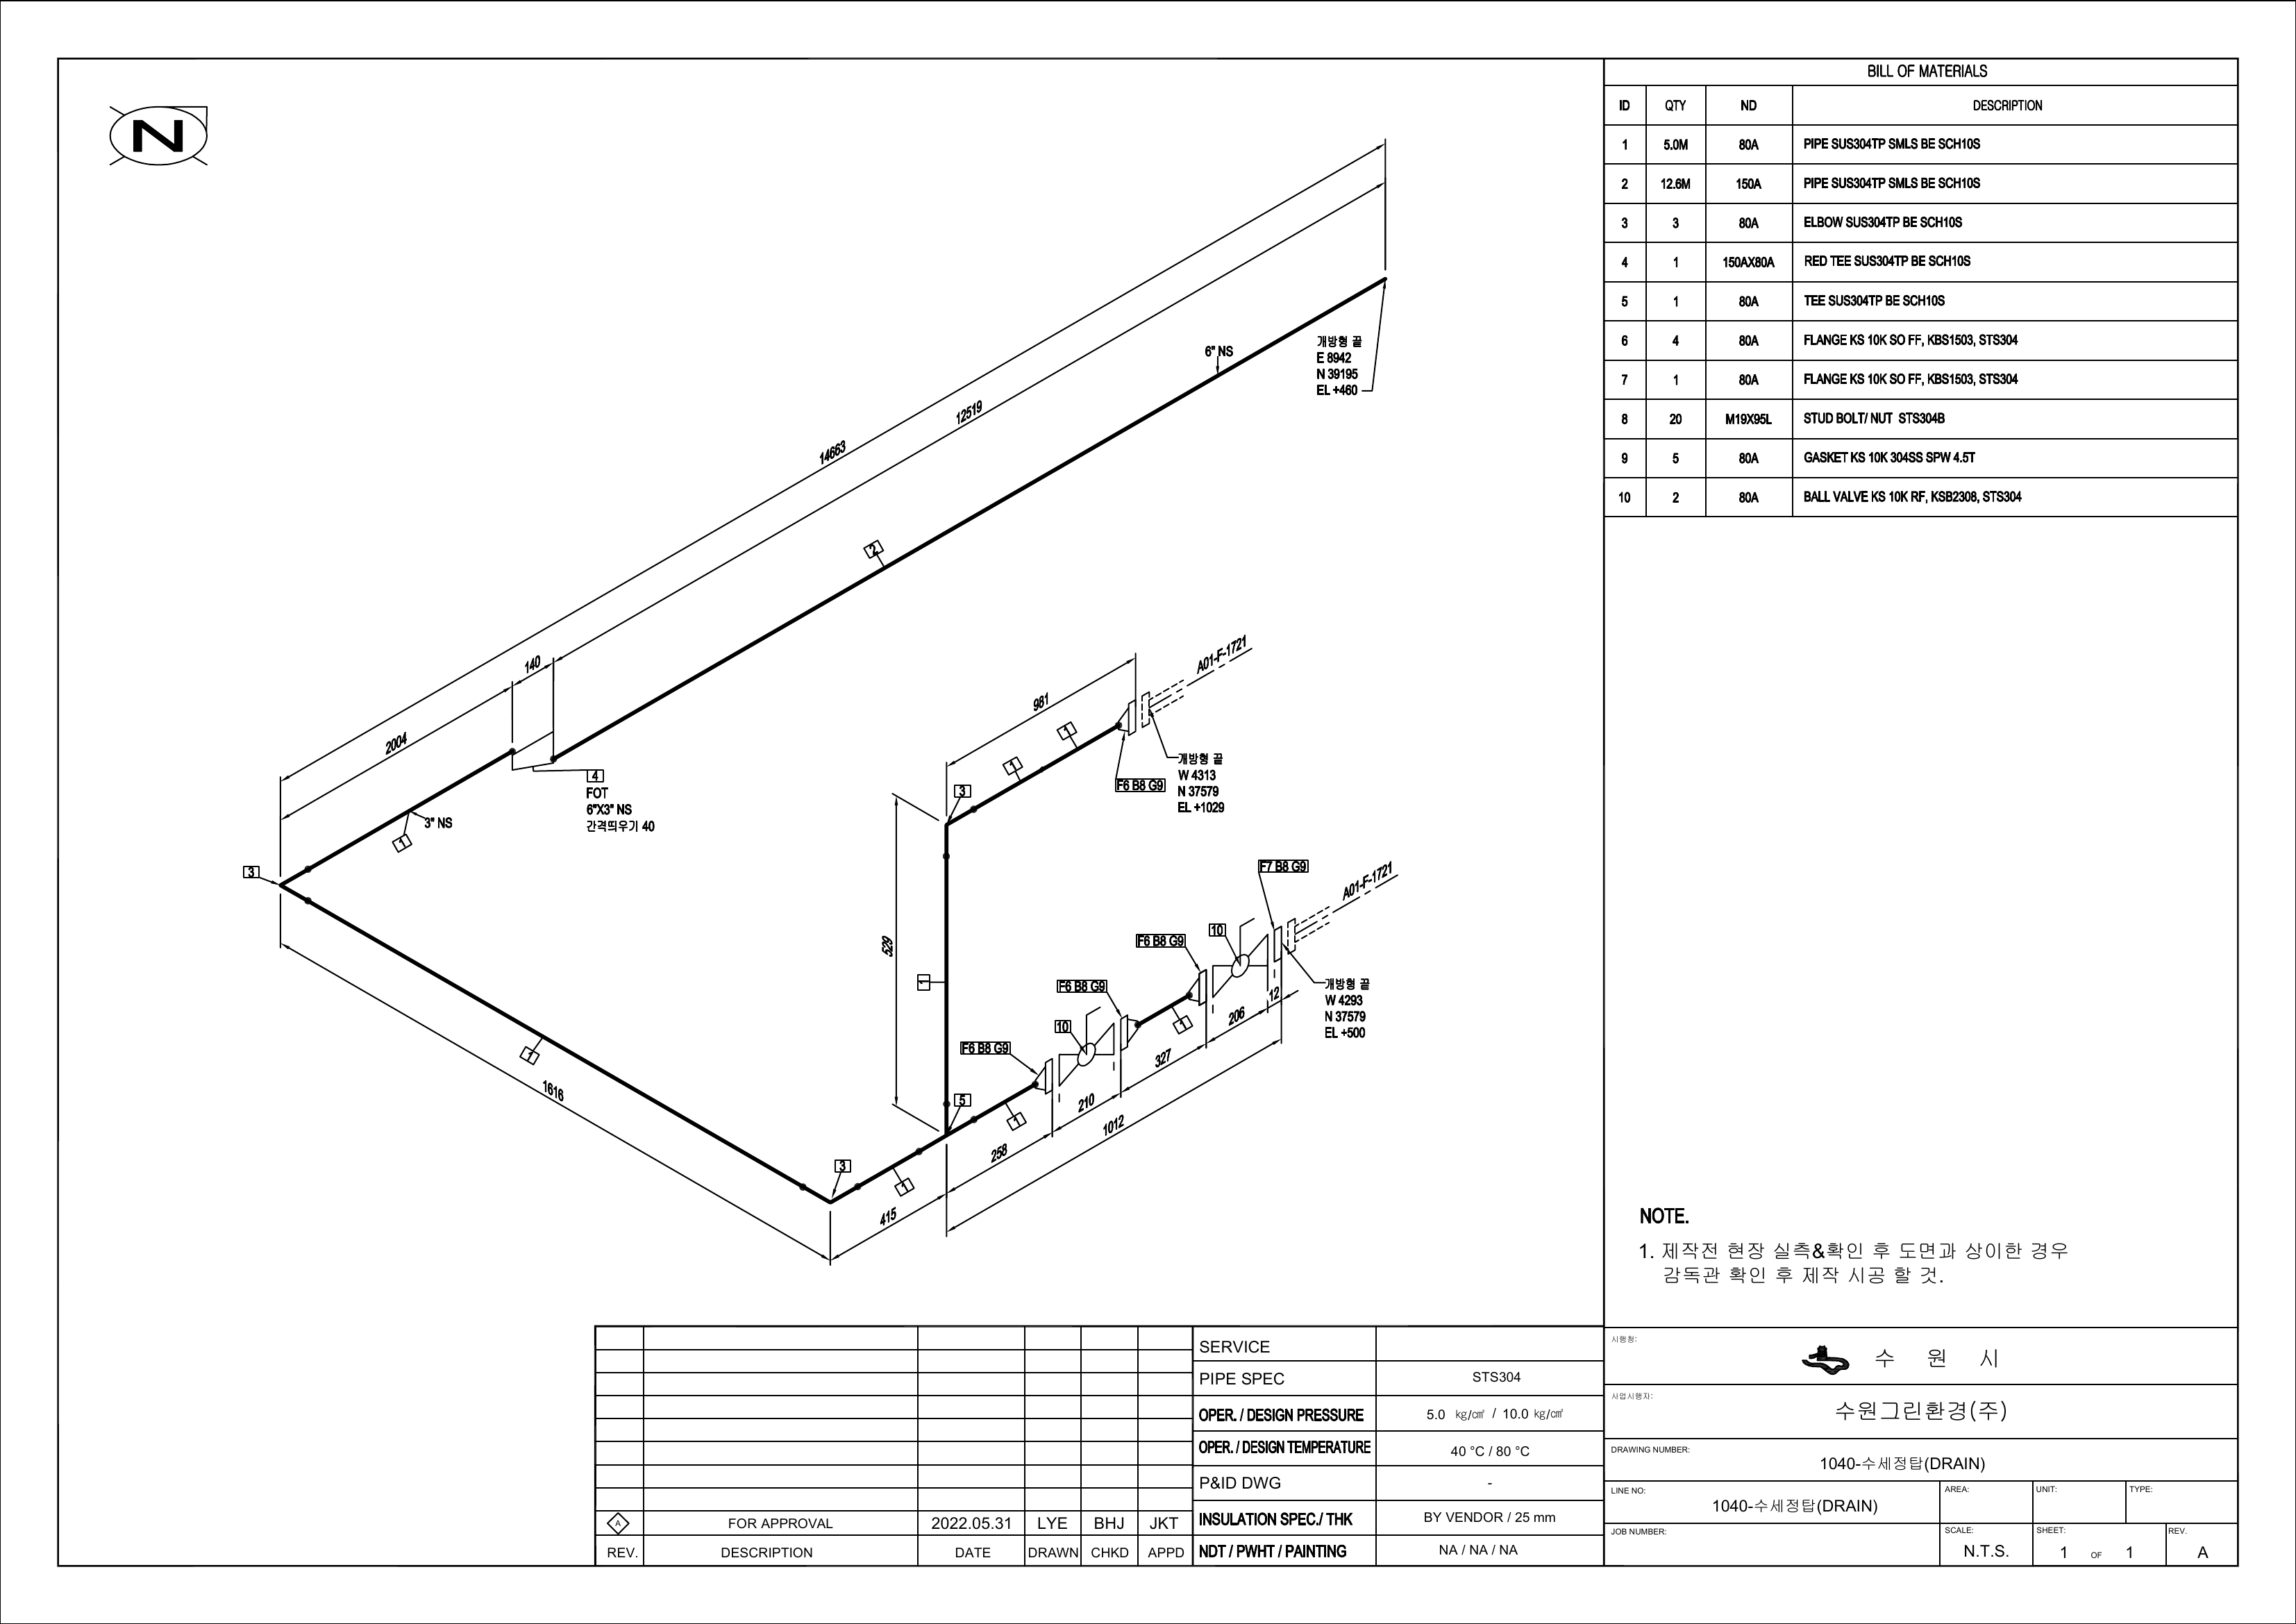 N
BILL OF MATERIALS
ID QTY ND DESCRIPTION
1 5.0M 80A PIPE SUS304TP SMLS BE SCH10S
2 12.6M 150A PIPE SUS304TP SMLS BE SCH10S
3 3 80A ELBOW SUS304TP BE SCH10S
4 1 150AX80A RED TEE SUS304TP BE SCH10S
5 1 80A TEE SUS304TP BE SCH10S
6 4 80A FLANGE KS 10K SO FF, KBS1503, STS304
7 1 80A FLANGE KS 10K SO FF, KBS1503, STS304
8 20 M19X95L STUD BOLT/ NUT STS304B
9 5 80A GASKET KS 10K 304SS SPW 4.5T
10 2 80A BALL VALVE KS 10K RF, KSB2308, STS304
개방형 끝
E 8942
N 39195
EL +460
6" NS
12519
14663
2
140
2004
4
FOT
6"X3" NS
간격띄우기 40
3" NS
1
3
1
1616
A01-F-1721
981
1
1
F6 B8 G9
개방형 끝
W 4313
N 37579
EL +1029
3
529
1
F7 B8 G9
A01-F-1721
10
F6 B8 G9
개방형 끝
W 4293
N 37579
EL +500
12
206
F6 B8 G9
10
1
327
F6 B8 G9
210
1012
5
1
258
3
1
415
NOTE.
1. 제작전 현장 실측&확인 후 도면과 상이한 경우
감독관 확인 후 제작 시공 할 것.
SERVICE
PIPE SPEC STS304
OPER. / DESIGN PRESSURE 5.0 kg/㎠ / 10.0 kg/㎠
OPER. / DESIGN TEMPERATURE 40 °C / 80 °C
P&ID DWG -
INSULATION SPEC./ THK BY VENDOR / 25 mm
NDT / PWHT / PAINTING NA / NA / NA
A FOR APPROVAL 2022.05.31 LYE BHJ JKT
REV. DESCRIPTION DATE DRAWN CHKD APPD
시행청:
수 원 시
사업시행자:
수원그린환경(주)
DRAWING NUMBER:
1040-수세정탑(DRAIN)
LINE NO: AREA: UNIT: TYPE:
1040-수세정탑(DRAIN)
JOB NUMBER: SCALE: SHEET: REV.
N.T.S. 1 OF 1 A